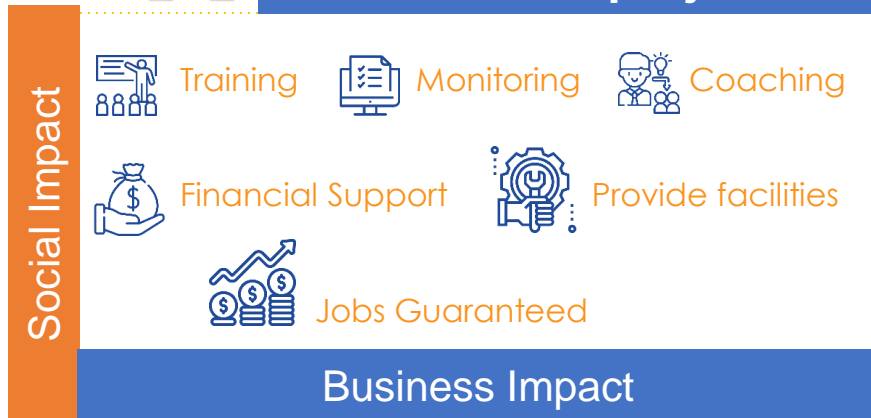 Social Impact
Training
Monitoring
Coaching
Financial Support
Provide facilities
Jobs Guaranteed
Business Impact